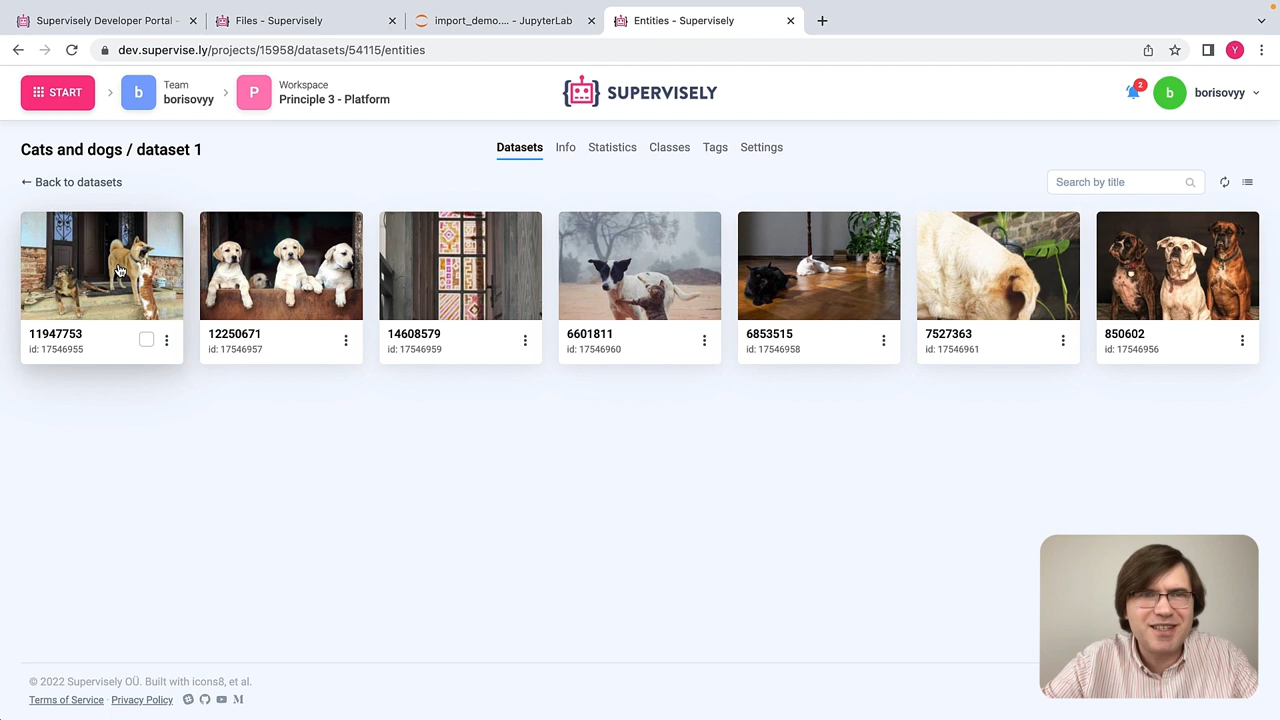 Supervisely Developer Portal -
Files - Supervisely
import_demo.... - JupyterLab
Entities - Supervisely
dev.supervise.ly/projects/15958/datasets/54115/entities
Y
START
b
Team
borisovyy
P
Workspace
Principle 3 - Platform
SUPERVISELY
2
b
borisovyy
Cats and dogs / dataset 1
Datasets
Info
Statistics
Classes
Tags
Settings
← Back to datasets
Search by title
11947753
id: 17546955
12250671
id: 17546957
14608579
id: 17546959
6601811
id: 17546960
6853515
id: 17546958
7527363
id: 17546961
850602
id: 17546956
© 2022 Supervisely OÜ. Built with icons8, et al.
Terms of Service · Privacy Policy